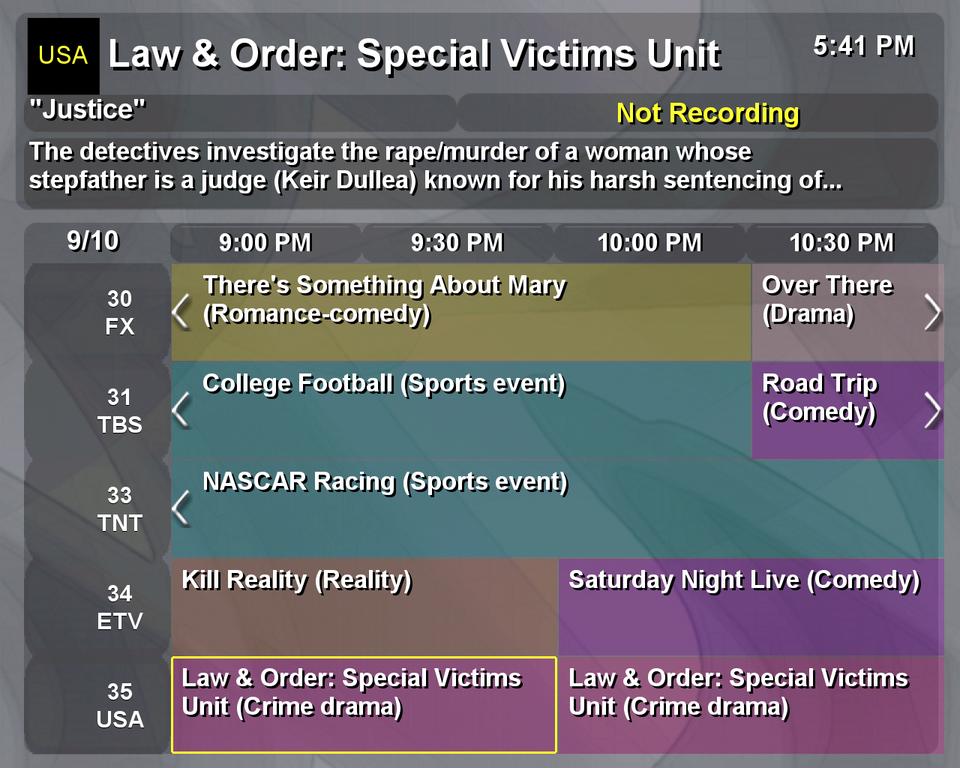 USA
Law & Order: Special Victims Unit
5:41 PM
"Justice"
Not Recording
The detectives investigate the rape/murder of a woman whose
stepfather is a judge (Keir Dullea) known for his harsh sentencing of...
9/10
9:00 PM
9:30 PM
10:00 PM
10:30 PM
30
FX
There's Something About Mary
(Romance-comedy)
Over There
(Drama)
31
TBS
College Football (Sports event)
Road Trip
(Comedy)
33
TNT
NASCAR Racing (Sports event)
34
ETV
Kill Reality (Reality)
Saturday Night Live (Comedy)
35
USA
Law & Order: Special Victims
Unit (Crime drama)
Law & Order: Special Victims
Unit (Crime drama)